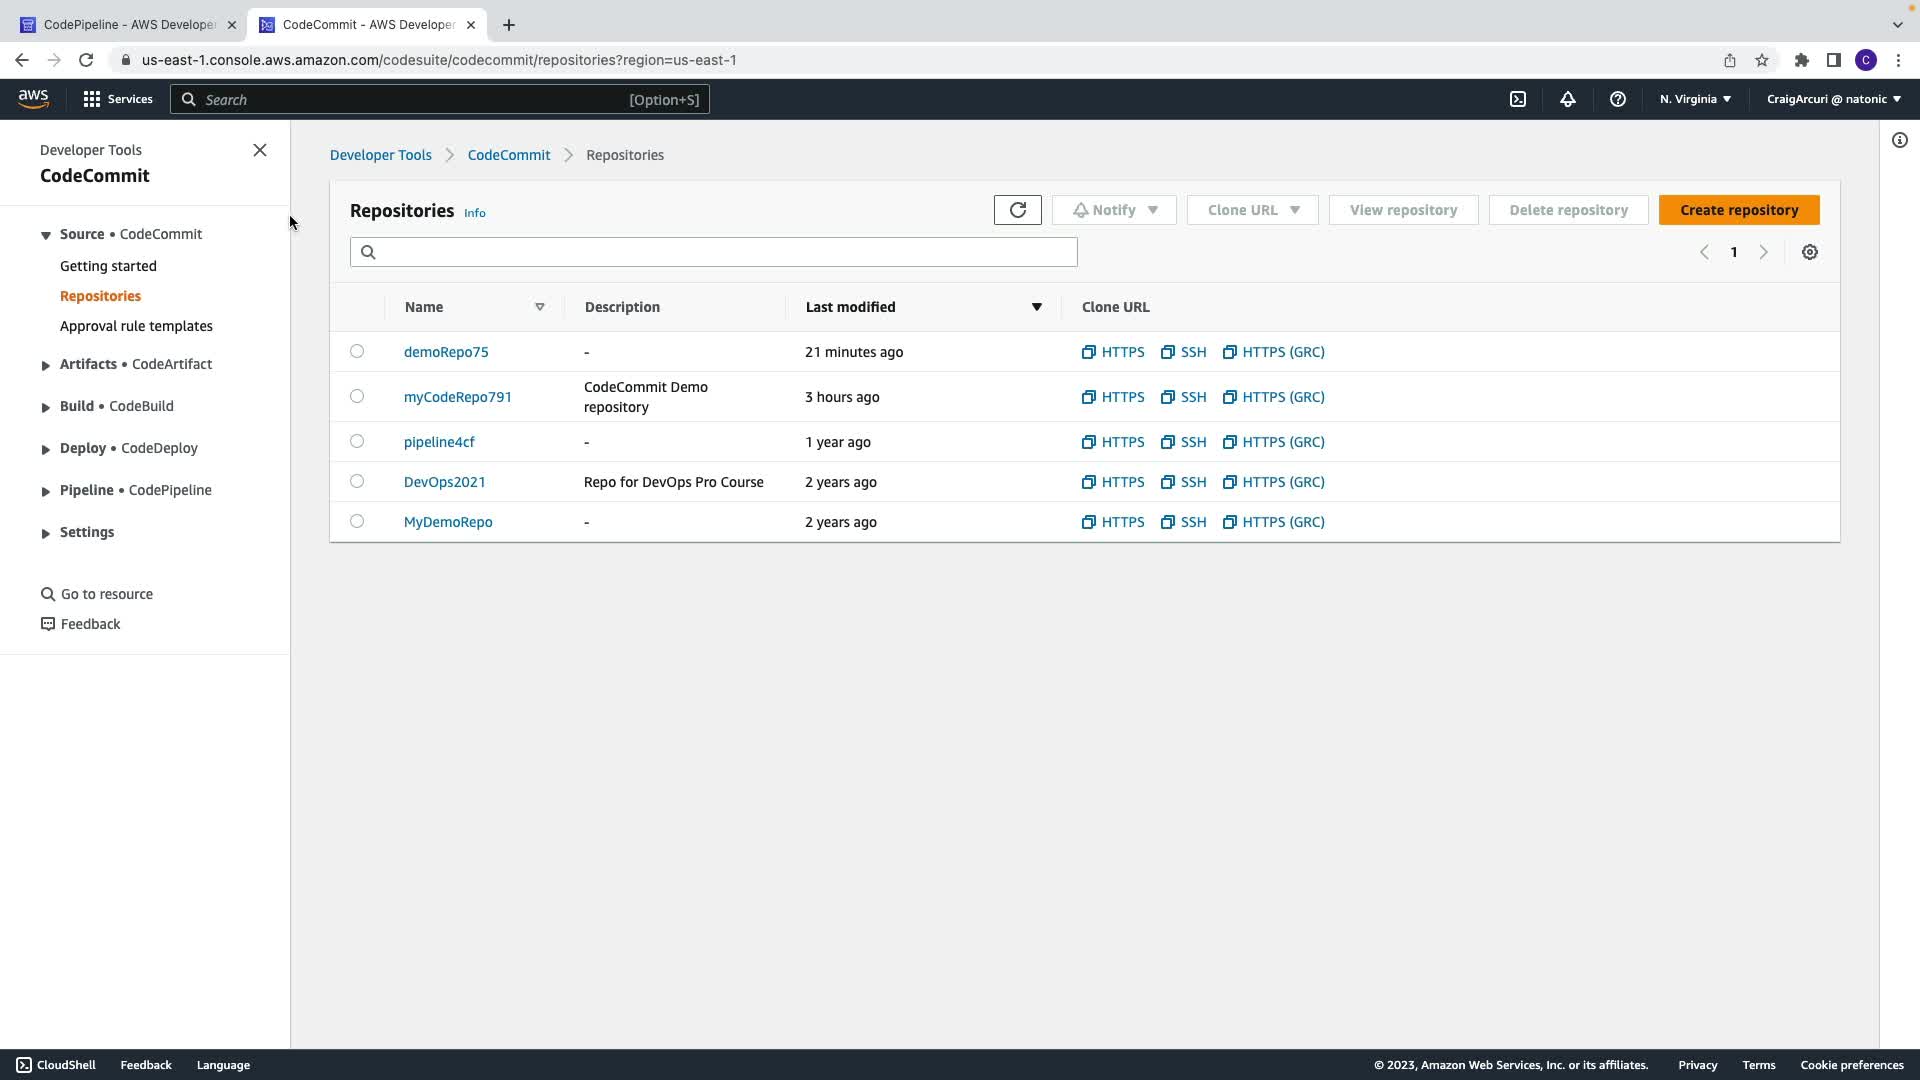 CodePipeline - AWS Develope
CodeCommit - AWS Developer
us-east-1.console.aws.amazon.com/codesuite/codecommit/repositories?region=us-east-1
C
aws
Services
Search
[Option+S]
N. Virginia
CraigArcuri @ natonic
Developer Tools
CodeCommit
Source • CodeCommit
Getting started
Repositories
Approval rule templates
Artifacts • CodeArtifact
Build • CodeBuild
Deploy • CodeDeploy
Pipeline • CodePipeline
Settings
Go to resource
Feedback
Developer Tools
CodeCommit
Repositories
Repositories Info
Notify
Clone URL
View repository
Delete repository
Create repository
1
Name Description Last modified Clone URL
demoRepo75 - 21 minutes ago HTTPS SSH HTTPS (GRC)
myCodeRepo791 CodeCommit Demo repository 3 hours ago HTTPS SSH HTTPS (GRC)
pipeline4cf - 1 year ago HTTPS SSH HTTPS (GRC)
DevOps2021 Repo for DevOps Pro Course 2 years ago HTTPS SSH HTTPS (GRC)
MyDemoRepo - 2 years ago HTTPS SSH HTTPS (GRC)
CloudShell Feedback Language
© 2023, Amazon Web Services, Inc. or its affiliates. Privacy Terms Cookie preferences